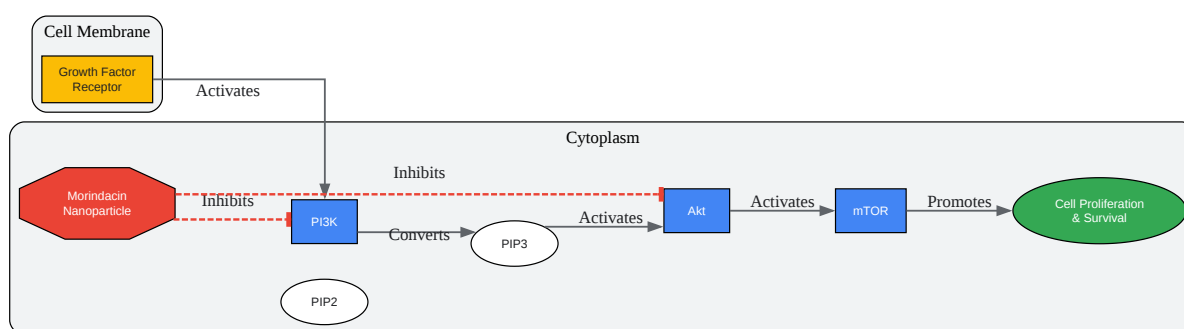 Cell Membrane
Growth Factor
Receptor
Activates
Cytoplasm
Morindacin
Nanoparticle
Inhibits
Inhibits
PI3K
Converts
PIP3
Activates
Akt
Activates
mTOR
Promotes
Cell Proliferation
& Survival
PIP2